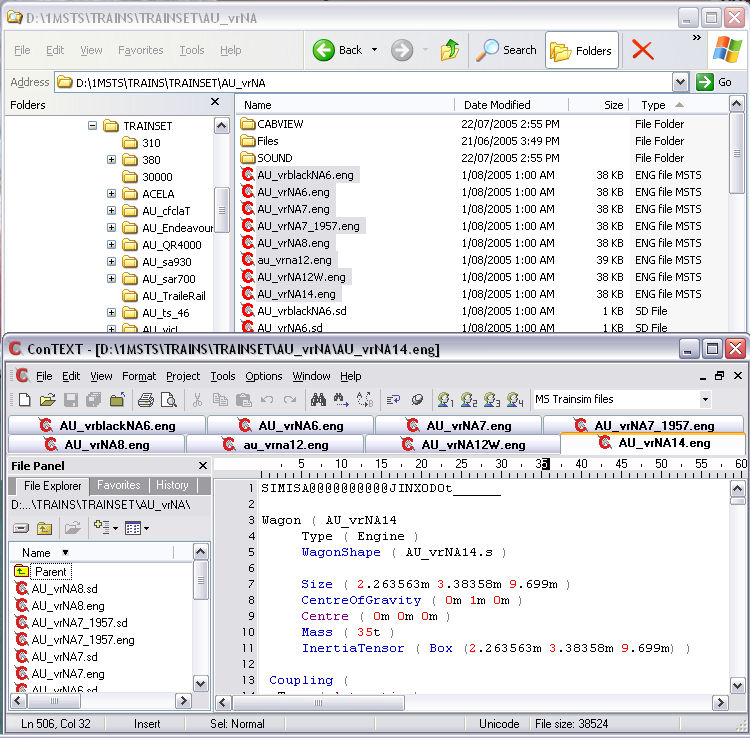 D:\1MSTS\TRAINS\TRAINSET\AU_vrNA
File Edit View Favorites Tools Help Back Search Folders »
Address D:\1MSTS\TRAINS\TRAINSET\AU_vrNA Go
Folders
TRAINSET
310
380
30000
ACELA
AU_cfclaT
AU_Endeavour
AU_QR4000
AU_sa930
AU_sar700
AU_TraileRail
AU_ts_46
AU_vicl
Name Date Modified Size Type
CABVIEW 22/07/2005 2:55 PM File Folder
Files 21/06/2005 3:49 PM File Folder
SOUND 22/07/2005 2:55 PM File Folder
AU_vrblackNA6.eng 1/08/2005 1:00 AM 38 KB ENG file MSTS
AU_vrNA6.eng 1/08/2005 1:00 AM 38 KB ENG file MSTS
AU_vrNA7.eng 1/08/2005 1:00 AM 38 KB ENG file MSTS
AU_vrNA7_1957.eng 1/08/2005 1:00 AM 38 KB ENG file MSTS
AU_vrNA8.eng 1/08/2005 1:00 AM 38 KB ENG file MSTS
au_vrna12.eng 1/08/2005 1:00 AM 39 KB ENG file MSTS
AU_vrNA12W.eng 1/08/2005 1:00 AM 38 KB ENG file MSTS
AU_vrNA14.eng 1/08/2005 1:00 AM 38 KB ENG file MSTS
AU_vrblackNA6.sd 1/08/2005 1:00 AM 1 KB SD File
AU_vrNA6.sd 1/08/2005 1:00 AM 1 KB SD File
ConTEXT - [D:\1MSTS\TRAINS\TRAINSET\AU_vrNA\AU_vrNA14.eng]
File Edit View Format Project Tools Options Window Help
1 2 3 4 MS Trainsim files
AU_vrblackNA6.eng AU_vrNA6.eng AU_vrNA7.eng AU_vrNA7_1957.eng
AU_vrNA8.eng au_vrna12.eng AU_vrNA12W.eng AU_vrNA14.eng
File Panel
File Explorer Favorites History
D:...\TRAINS\TRAINSET\AU_vrNA\
Name
Parent
AU_vrNA8.sd
AU_vrNA8.eng
AU_vrNA7_1957.sd
AU_vrNA7_1957.eng
AU_vrNA7.sd
AU_vrNA7.eng
AU_vrNA6.sd
5 10 15 20 25 30 35 40 45 50 55 60
1 SIMISA@@@@@@@@@@JINX0D0t______
2
3 Wagon ( AU_vrNA14
4 Type ( Engine )
5 WagonShape ( AU_vrNA14.s )
6
7 Size ( 2.263563m 3.38358m 9.699m )
8 CentreOfGravity ( 0m 1m 0m )
9 Centre ( 0m 0m 0m )
10 Mass ( 35t )
11 InertiaTensor ( Box (2.263563m 3.38358m 9.699m) )
12
13 Coupling (
Ln 506, Col 32 Insert Sel: Normal Unicode File size: 38524